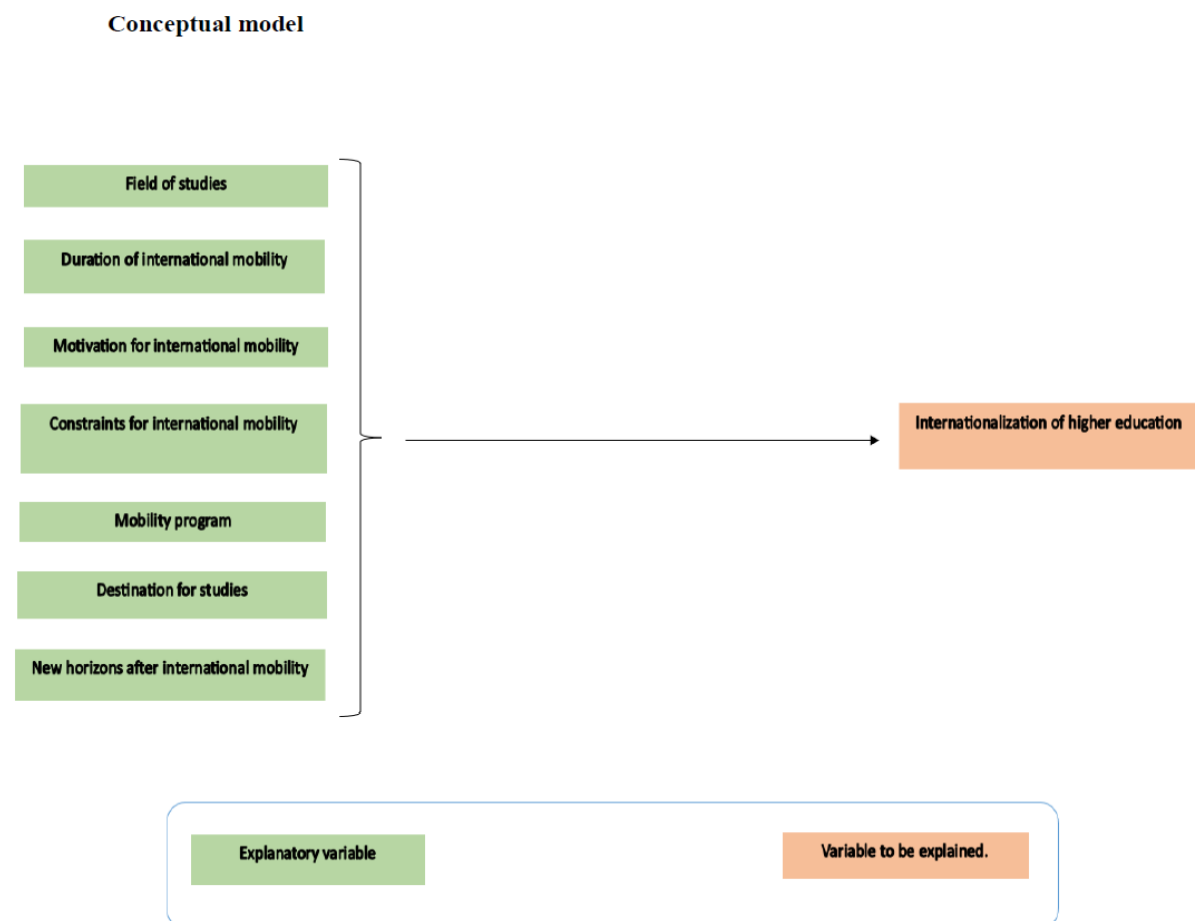 Conceptual model
Field of studies
Duration of international mobility
Motivation for international mobility
Constraints for international mobility
Internationalization of higher education
Mobility program
Destination for studies
New horizons after international mobility
Explanatory variable
Variable to be explained.